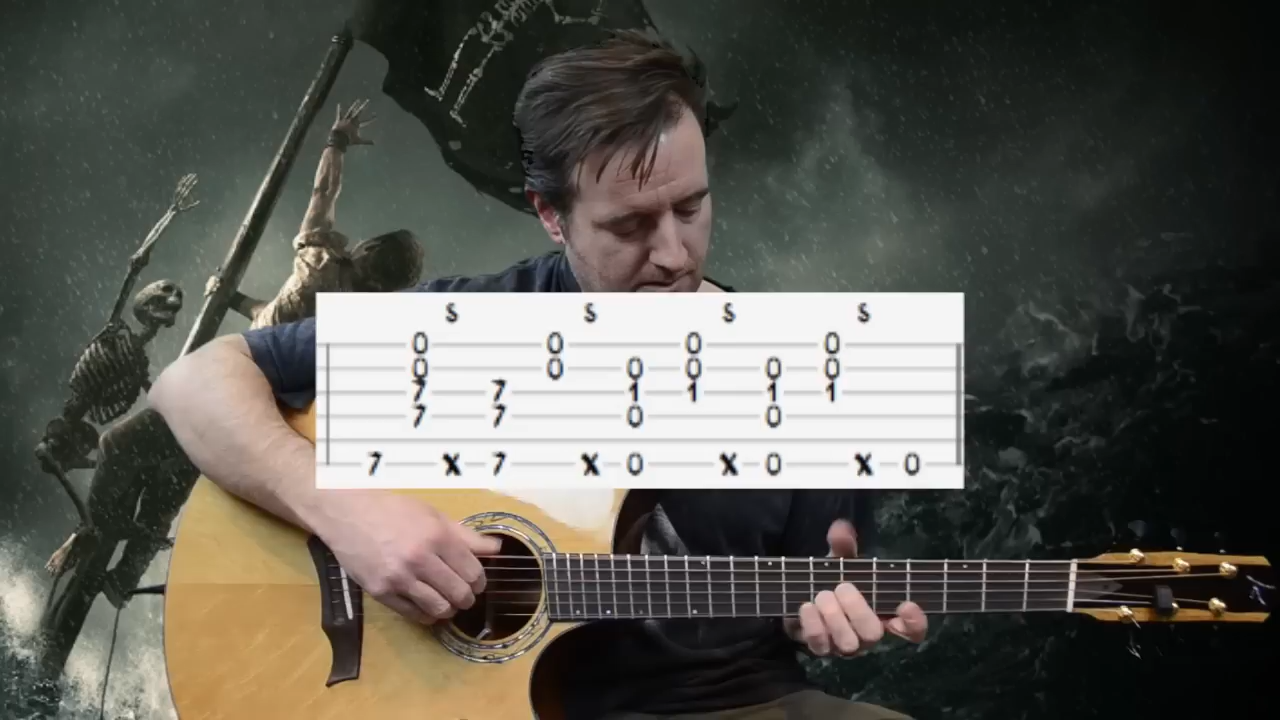 s s s s
0 0 0 0
0 0 0 0 0 0
7 7 1 1 1 1
7 7 0 0
7 X 7 X 0 X 0 X 0